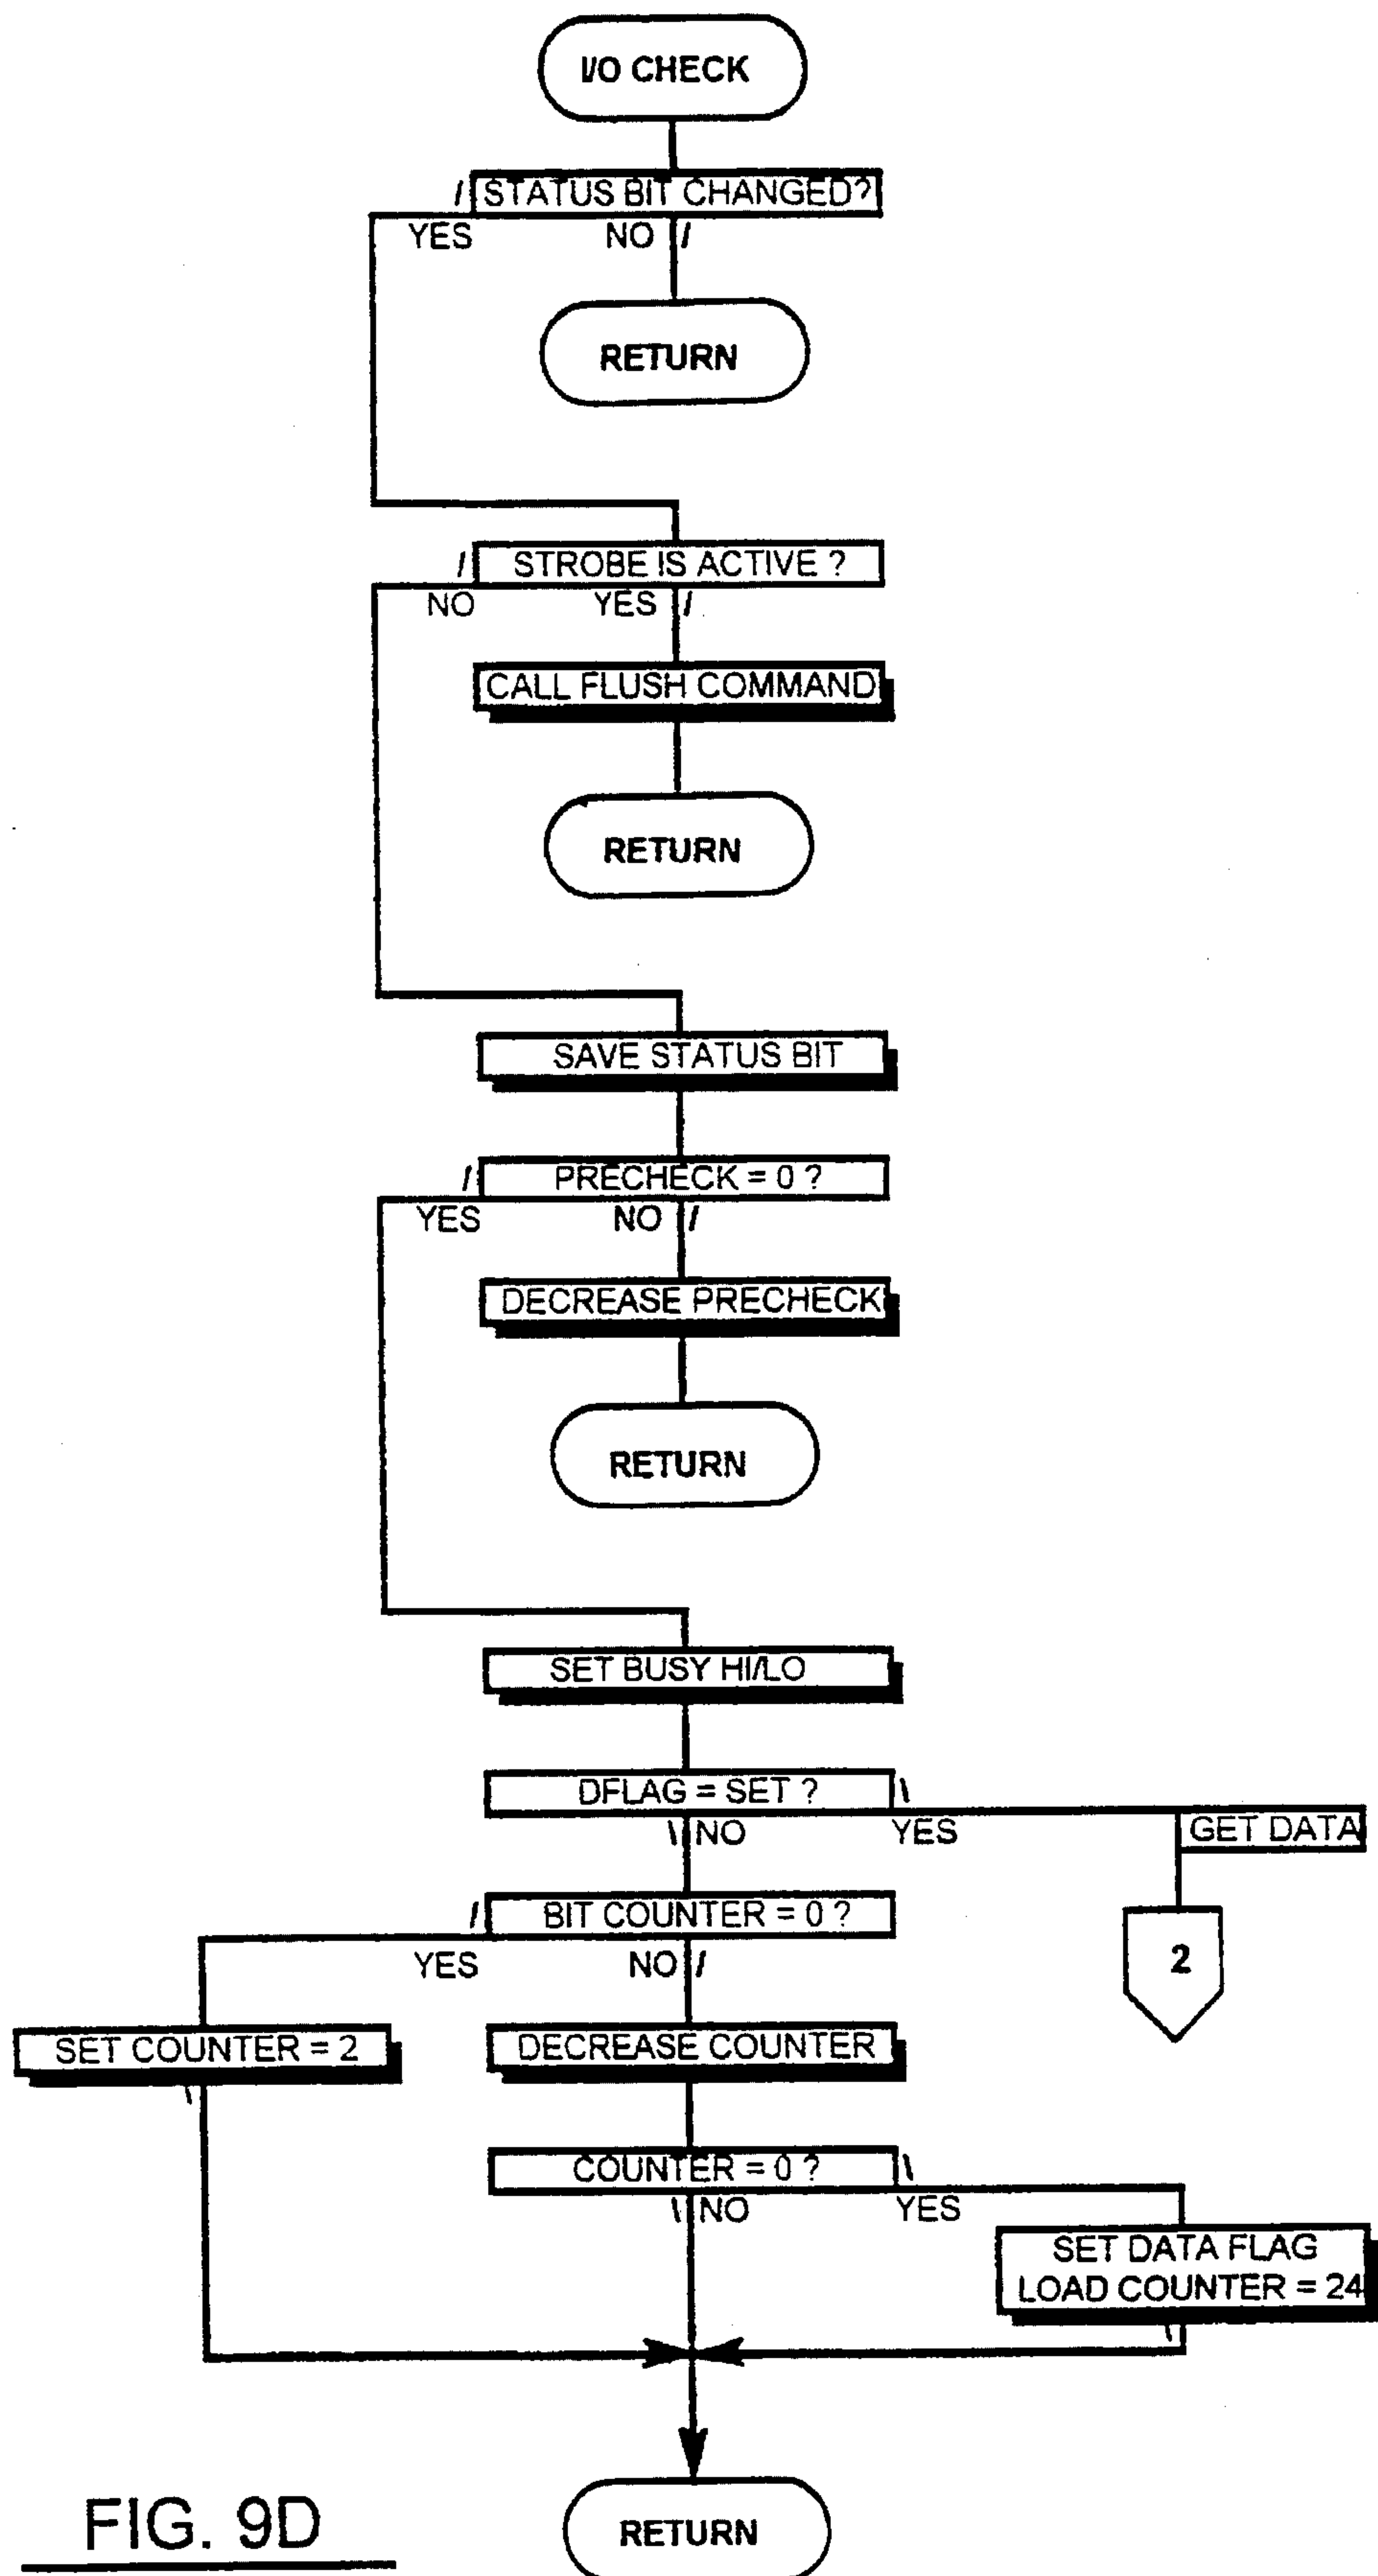 I/O CHECK
STATUS BIT CHANGED?
YES NO
RETURN
STROBE IS ACTIVE ?
NO YES
CALL FLUSH COMMAND
RETURN
SAVE STATUS BIT
PRECHECK = 0 ?
YES NO
DECREASE PRECHECK
RETURN
SET BUSY HI/LO
DFLAG = SET ?
NO YES
GET DATA
BIT COUNTER = 0 ?
YES NO
2
SET COUNTER = 2
DECREASE COUNTER
COUNTER = 0 ?
NO YES
SET DATA FLAG
LOAD COUNTER = 24
RETURN
FIG. 9D